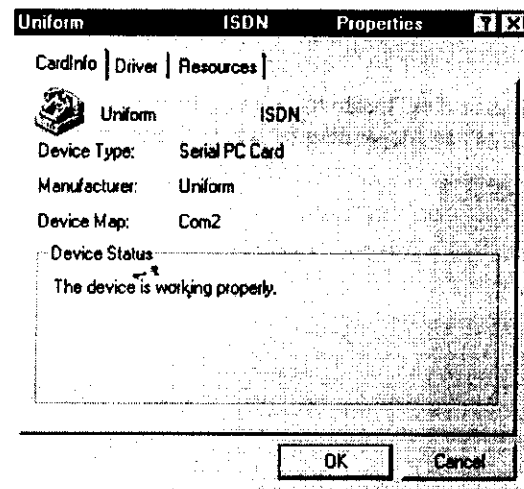 Uniform ISDN Properties ? X
CardInfo Driver Resources
Uniform ISDN
Device Type: Serial PC Card
Manufacturer: Uniform
Device Map: Com2
Device Status
The device is working properly.
OK Cancel